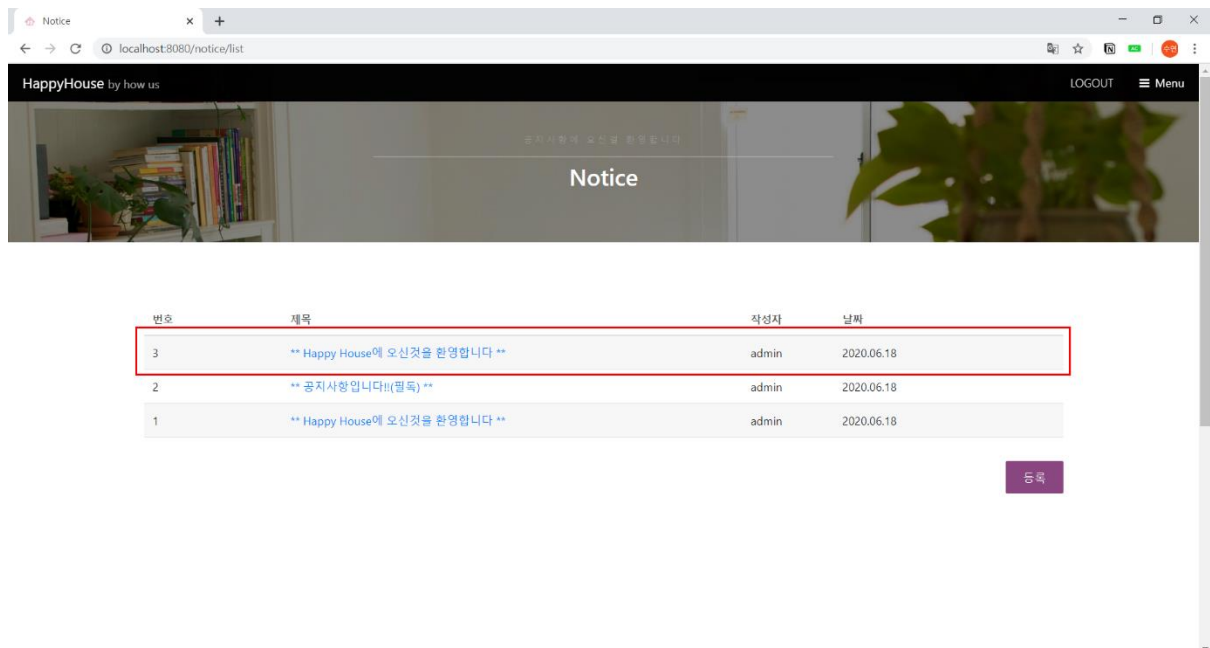 Notice
localhost:8080/notice/list
수연
HappyHouse by how us
LOGOUT
Menu
공지사항에 오신걸 환영합니다
Notice
번호 제목 작성자 날짜
3 ** Happy House에 오신것을 환영합니다 ** admin 2020.06.18
2 ** 공지사항입니다!!(필독) ** admin 2020.06.18
1 ** Happy House에 오신것을 환영합니다 ** admin 2020.06.18
등록